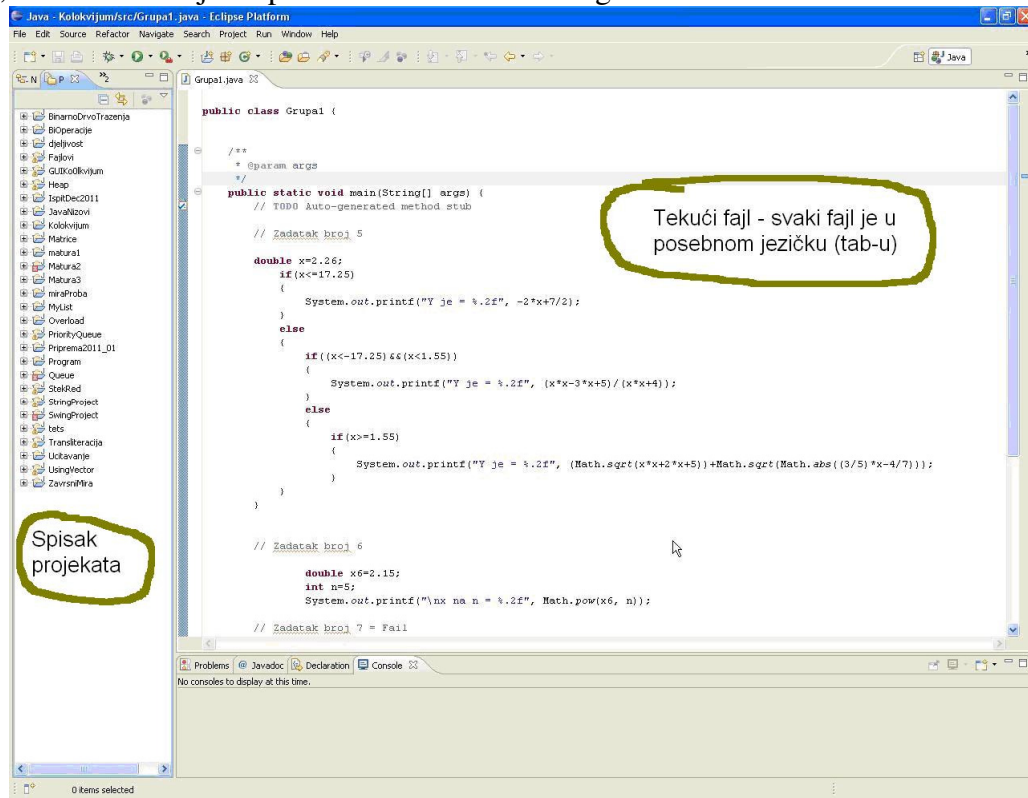 Java - Kolokvijum/src/Grupa1.java - Eclipse Platform
File Edit Source Refactor Navigate Search Project Run Window Help
Java
N P 2
Grupa1.java
BinarnoDrvoTrazenja
BiOperacije
djeljivost
Fajlovi
GUIKo0lkvijum
Heap
IspitDec2011
JavaNizovi
Kolokvijum
Matrice
matura1
Matura2
Matura3
miraProba
MyList
Overload
PriorityQueue
Priprema2011_01
Program
Queue
StekRed
StringProject
SwingProject
tets
Transliteracija
Ucitavanje
UsingVector
ZavrsniMira
Spisak
projekata
public class Grupa1 {
/**
* @param args
*/
public static void main(String[] args) {
// TODO Auto-generated method stub
// Zadatak broj 5
double x=2.26;
if(x<=17.25)
{
System.out.printf("Y je = %.2f", -2*x+7/2);
}
else
{
if((x<-17.25)&&(x<1.55))
{
System.out.printf("Y je = %.2f", (x*x-3*x+5)/(x*x+4));
}
else
{
if(x>=1.55)
{
System.out.printf("Y je = %.2f", (Math.sqrt(x*x+2*x+5))+Math.sqrt(Math.abs((3/5)*x-4/7)));
}
}
}
// Zadatak broj 6
double x6=2.15;
int n=5;
System.out.printf("\nx na n = %.2f", Math.pow(x6, n));
// Zadatak broj 7 = Fail
Tekući fajl - svaki fajl je u
posebnom jezičku (tab-u)
Problems @ Javadoc Declaration Console
No consoles to display at this time.
0 items selected